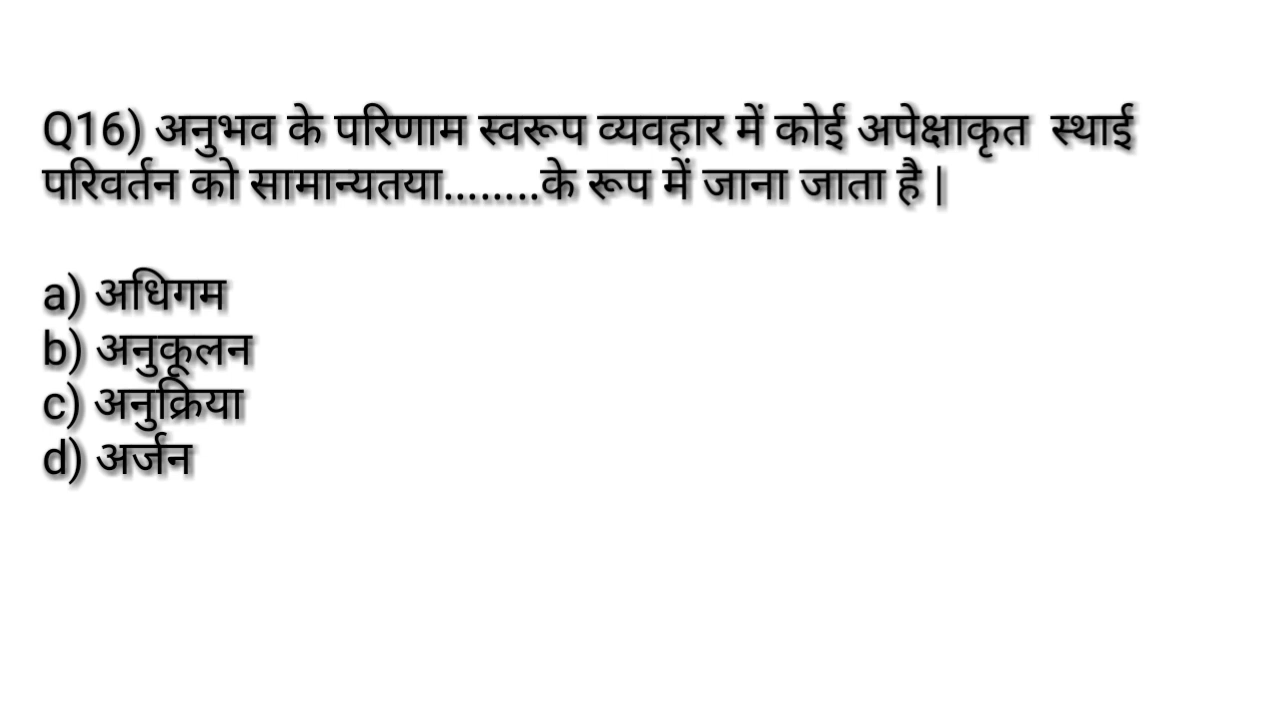 Q16) अनुभव के परिणाम स्वरूप व्यवहार में कोई अपेक्षाकृत  स्थाई
परिवर्तन को सामान्यतया........के रूप में जाना जाता है |
a) अधिगम
b) अनुकूलन
c) अनुक्रिया
d) अर्जन